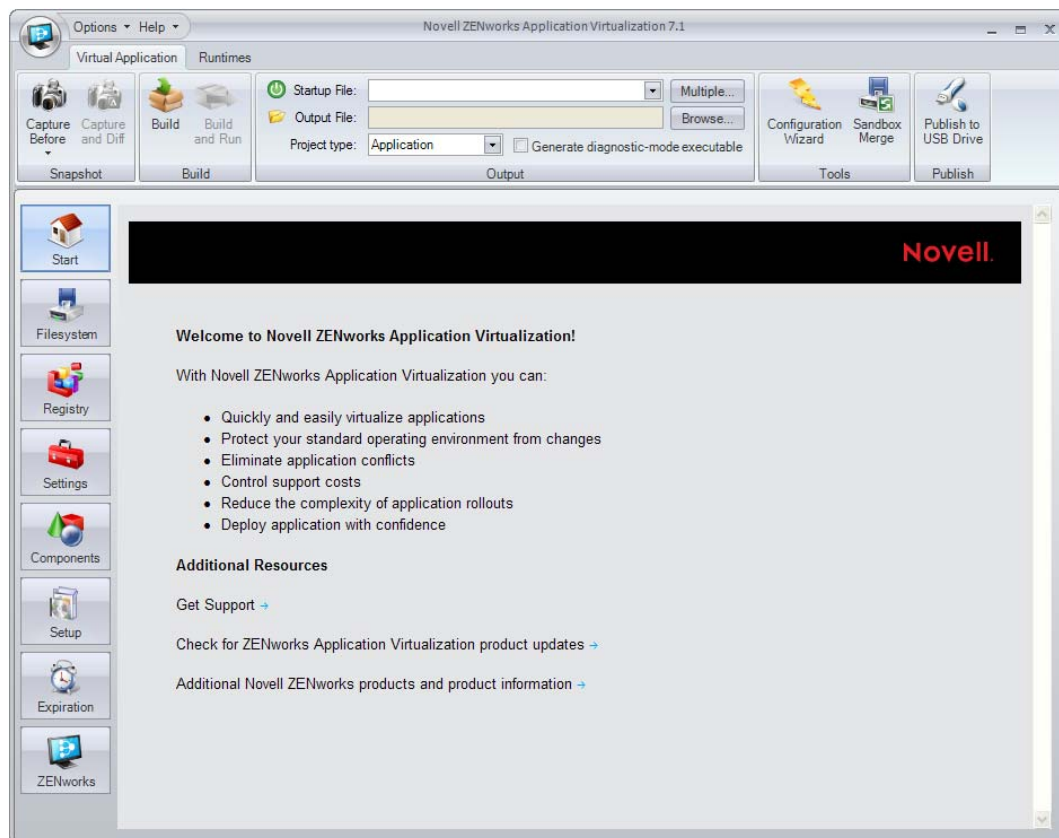 Options Help
Novell ZENworks Application Virtualization 7.1
Virtual Application Runtimes
Capture Before
Capture and Diff
Snapshot
Build
Build and Run
Build
Startup File:
Multiple...
Output File:
Browse...
Project type: Application
Generate diagnostic-mode executable
Output
Configuration Wizard
Sandbox Merge
Tools
Publish to USB Drive
Publish
Start
Filesystem
Registry
Settings
Components
Setup
Expiration
ZENworks
Novell.
Welcome to Novell ZENworks Application Virtualization!
With Novell ZENworks Application Virtualization you can:
• Quickly and easily virtualize applications
• Protect your standard operating environment from changes
• Eliminate application conflicts
• Control support costs
• Reduce the complexity of application rollouts
• Deploy application with confidence
Additional Resources
Get Support →
Check for ZENworks Application Virtualization product updates →
Additional Novell ZENworks products and product information →